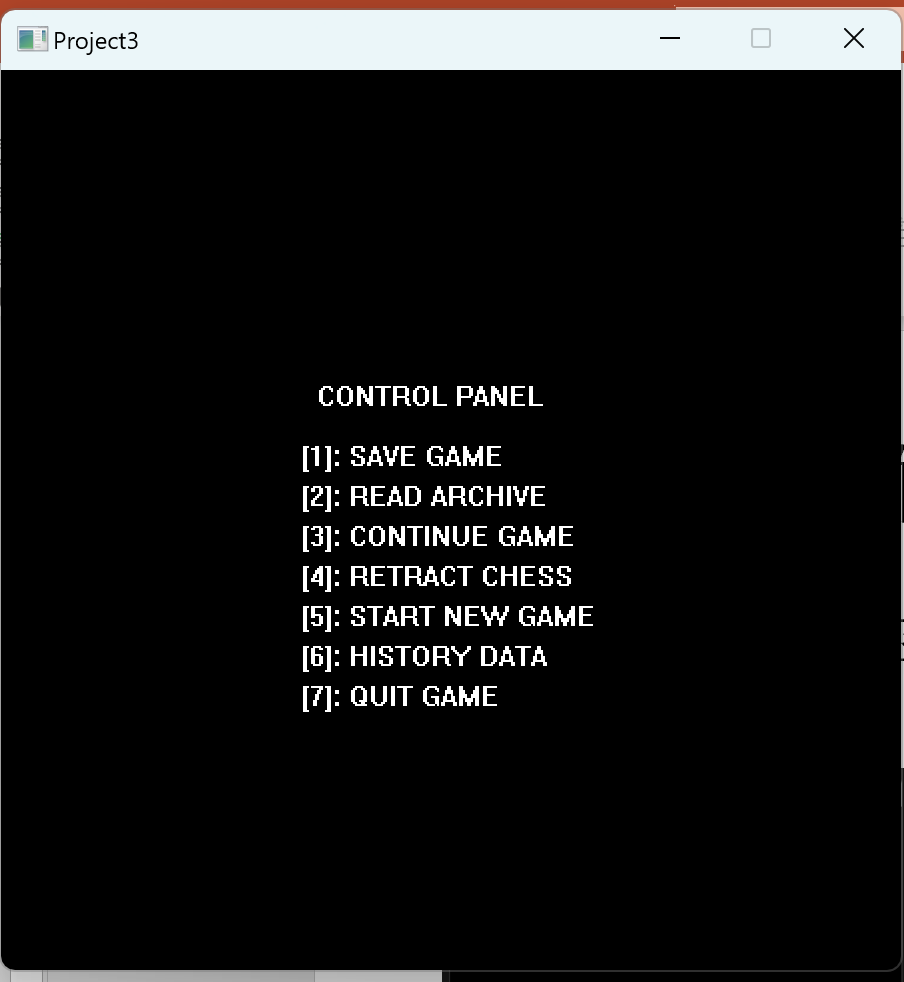 Project3
CONTROL PANEL
[1]: SAVE GAME
[2]: READ ARCHIVE
[3]: CONTINUE GAME
[4]: RETRACT CHESS
[5]: START NEW GAME
[6]: HISTORY DATA
[7]: QUIT GAME